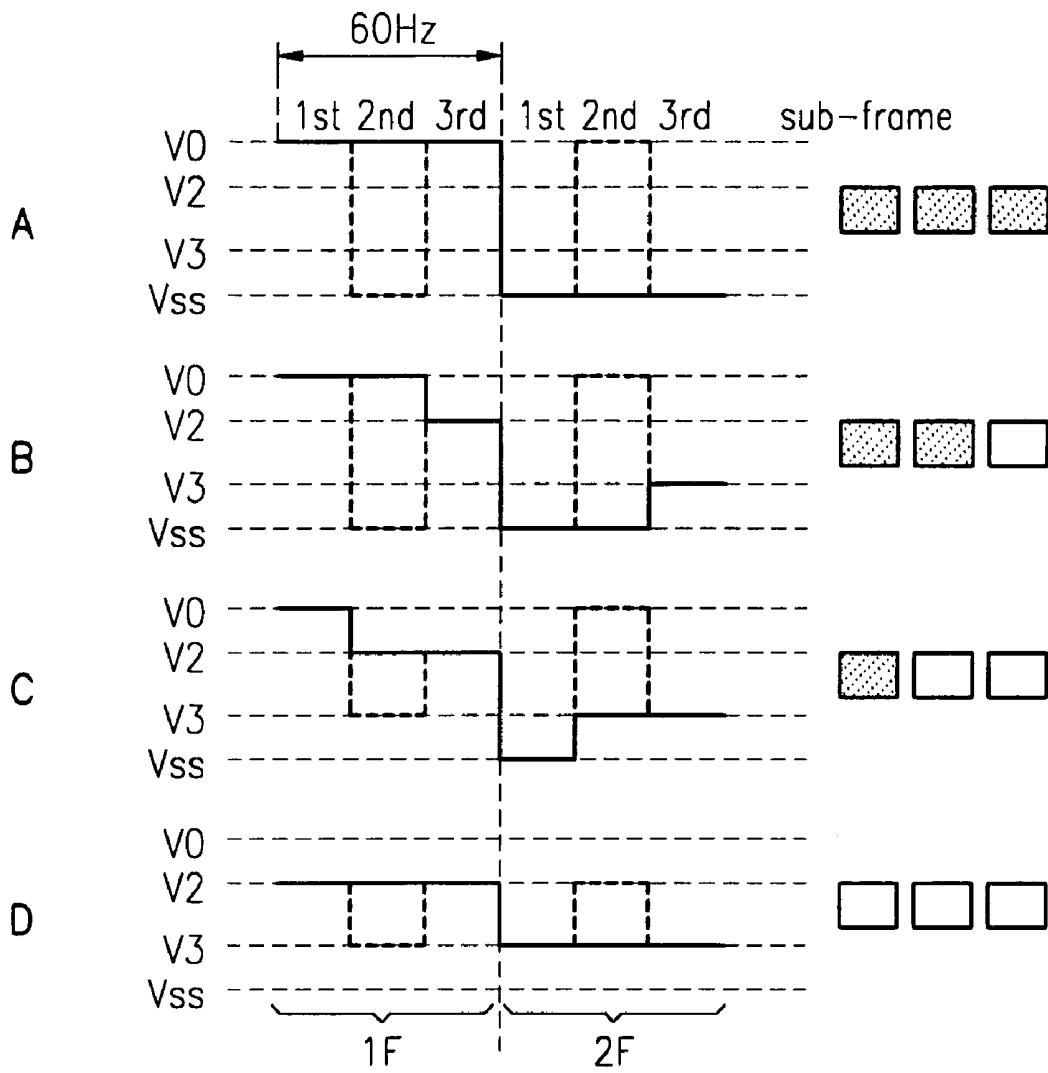 60Hz
1st 2nd 3rd 1st 2nd 3rd sub-frame
A
V0
V2
V3
Vss
B
V0
V2
V3
Vss
C
V0
V2
V3
Vss
D
V0
V2
V3
Vss
1F 2F